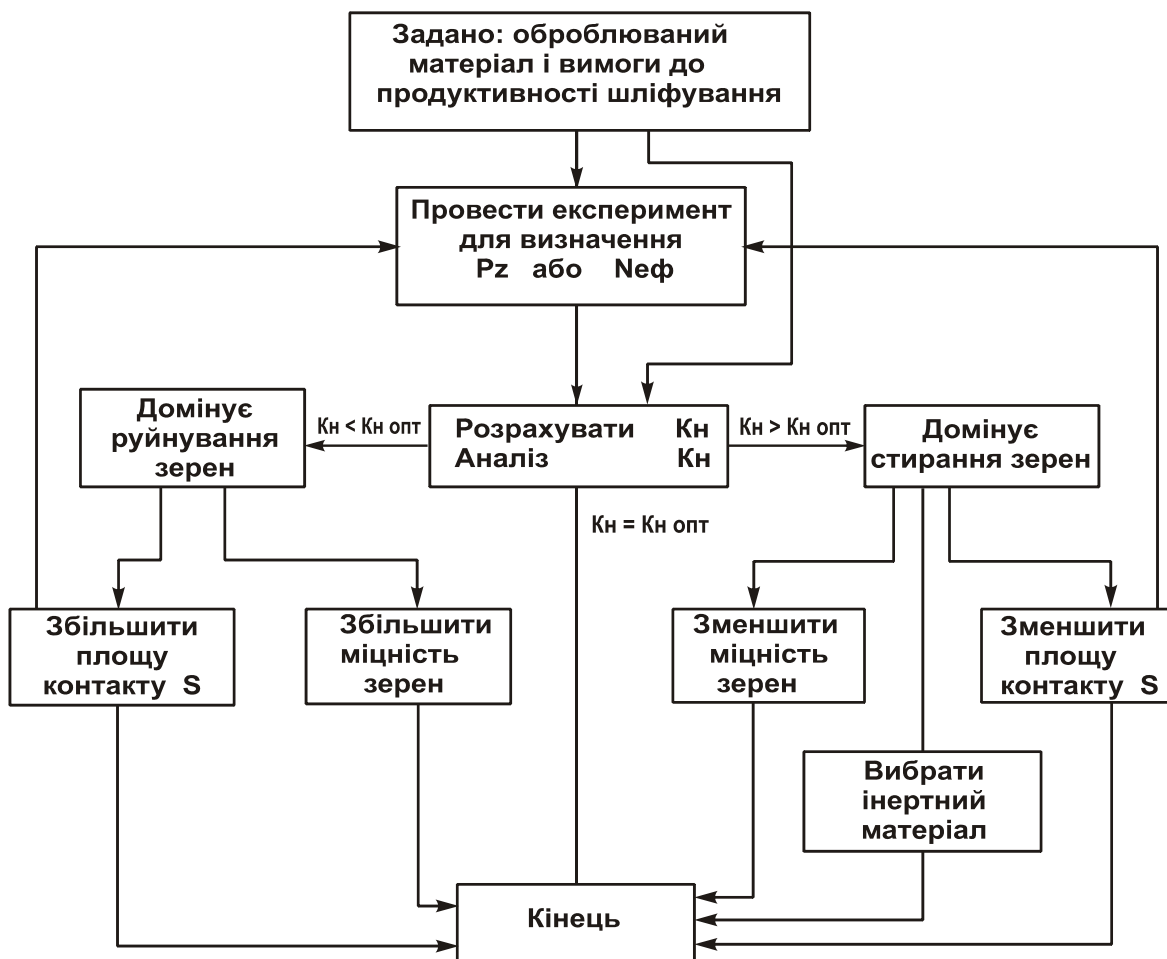 Задано: оброблюваний
матеріал і вимоги до
продуктивності шліфування
Провести експеримент
для визначення
Pz або Nеф
Домінує
руйнування
зерен
Кн < Кн опт
Розрахувати Кн
Аналіз Кн
Кн > Кн опт
Домінує
стирання зерен
Кн = Кн опт
Збільшити
площу
контакту S
Збільшити
міцність
зерен
Зменшити
міцність
зерен
Зменшити
площу
контакту S
Вибрати
інертний
матеріал
Кінець